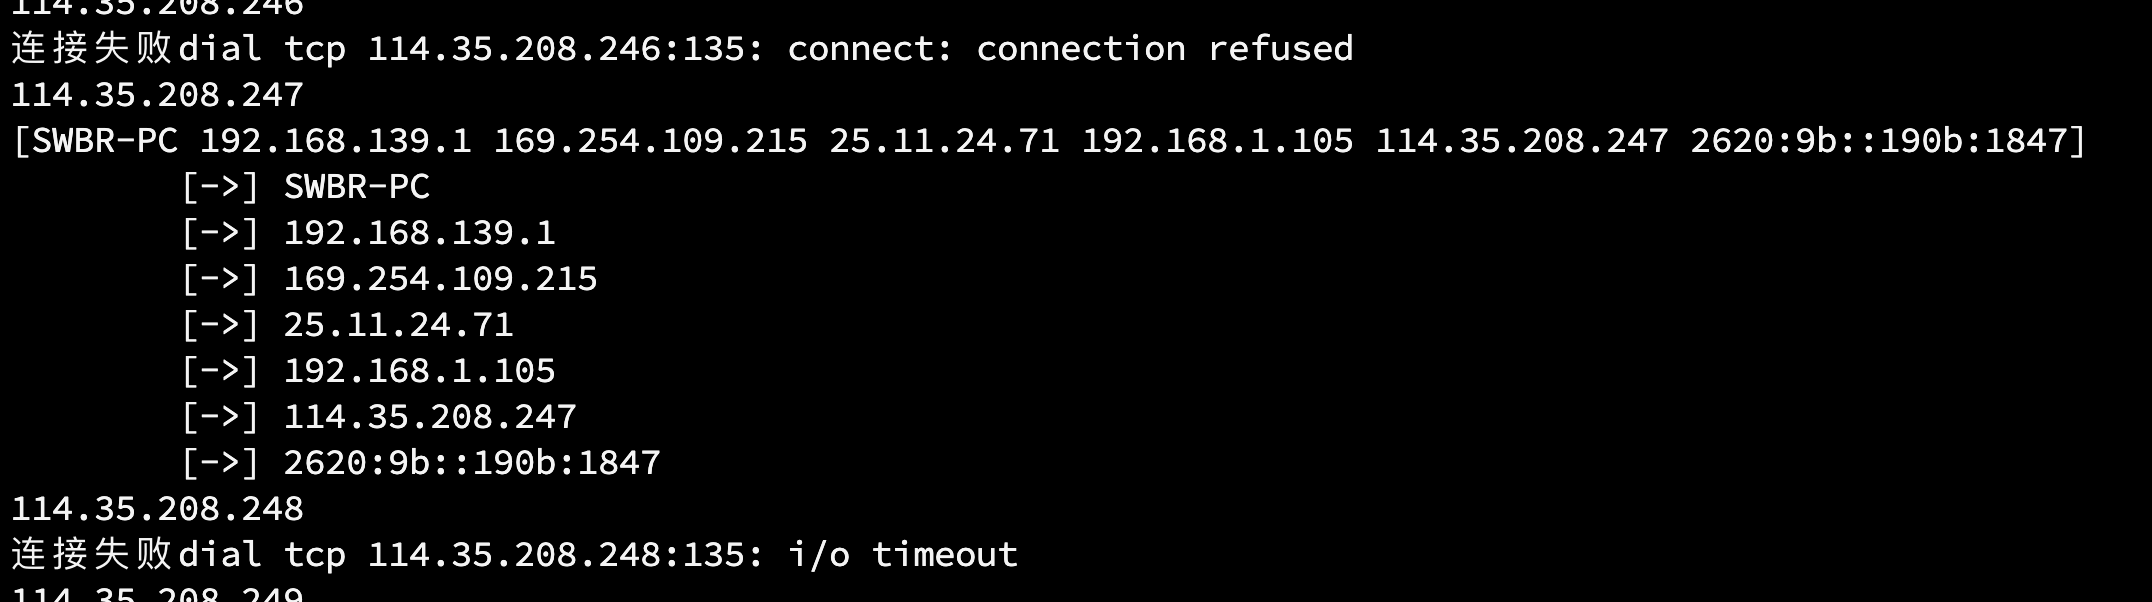 114.35.208.246
连接失败dial tcp 114.35.208.246:135: connect: connection refused
114.35.208.247
[SWBR-PC 192.168.139.1 169.254.109.215 25.11.24.71 192.168.1.105 114.35.208.247 2620:9b::190b:1847]
[->] SWBR-PC
[->] 192.168.139.1
[->] 169.254.109.215
[->] 25.11.24.71
[->] 192.168.1.105
[->] 114.35.208.247
[->] 2620:9b::190b:1847
114.35.208.248
连接失败dial tcp 114.35.208.248:135: i/o timeout
114.35.208.249